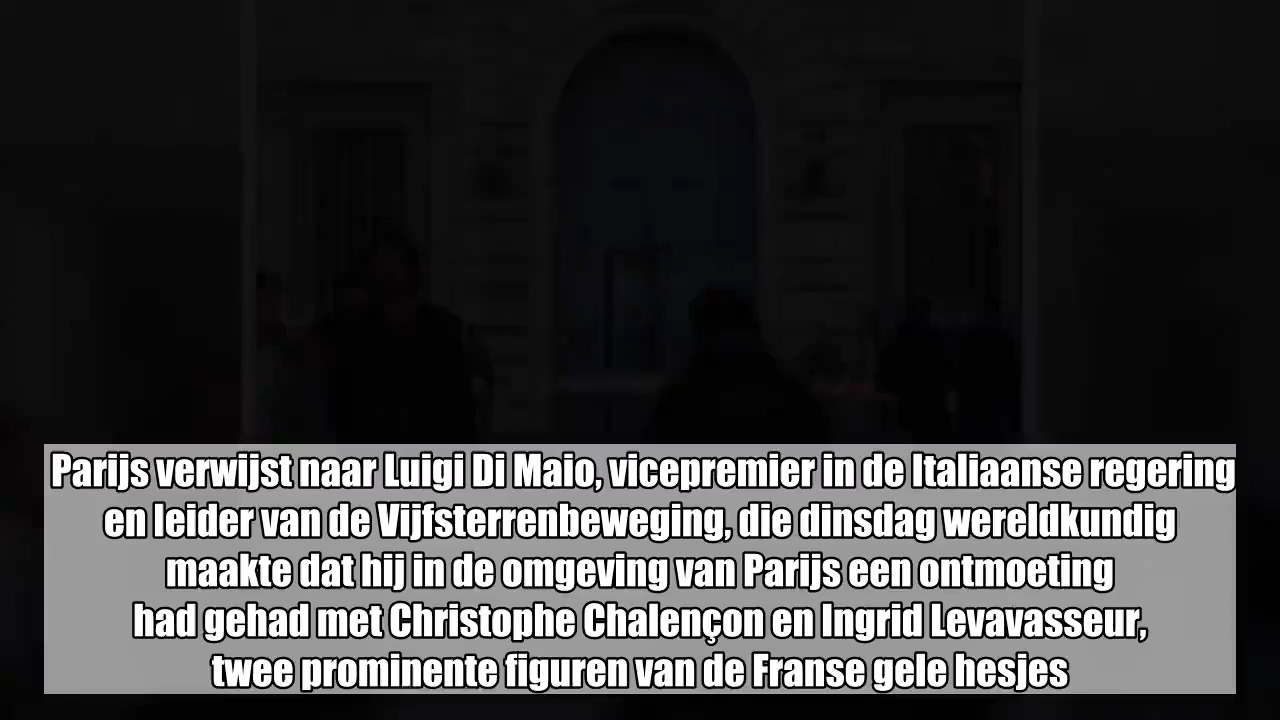 Parijs verwijst naar Luigi Di Maio, vicepremier in de Italiaanse regering
en leider van de Vijfsterrenbeweging, die dinsdag wereldkundig
maakte dat hij in de omgeving van Parijs een ontmoeting
had gehad met Christophe Chalençon en Ingrid Levavasseur,
twee prominente figuren van de Franse gele hesjes